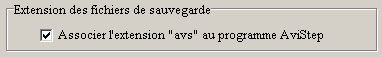 Extension des fichiers de sauvegarde
Associer l'extension "avs" au programme AviStep